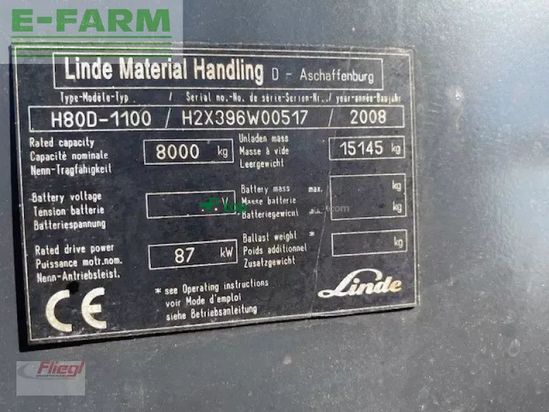 E-FARM
Linde Material Handling D - Aschaffenburg
Type-Modèle-Typ / Serial no.-No. de série-Serien-Nr. / year-année-Baujahr
H80D-1100 / H2X396W00517 / 2008
Rated capacity
Capacité nominale
Nenn-Tragfähigkeit
8000 kg
Unladen mass
Masse à vide
Leergewicht
15145 kg
Battery voltage
Tension batterie
Batteriespannung
V
Battery mass max.
Masse batterie
Batteriegewicht min.
kg
kg
Rated drive power
Puissance motr.nom.
Nenn-Antriebsleist.
87 kW
Ballast weight *
Poids additionnel
Zusatzgewicht
kg
CE
* see Operating instructions
voir Mode d'emploi
siehe Betriebsanleitung
Linde
Fliegl